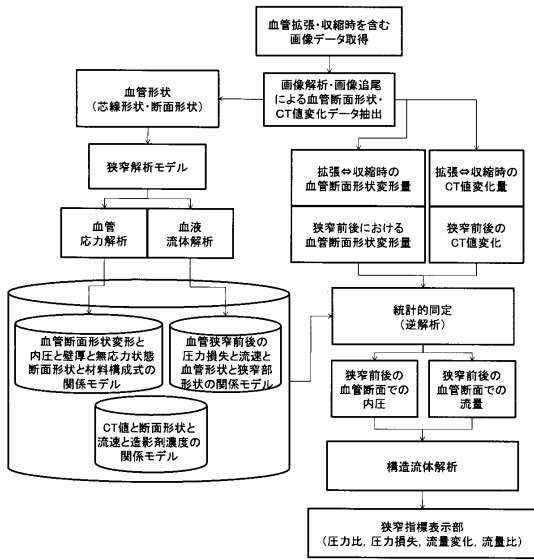 血管拡張・収縮時を含む
画像データ取得
血管形状
(芯線形状・断面形状)
画像解析・画像追尾
による血管断面形状・
CT値変化データ抽出
狭窄解析モデル
拡張⇔収縮時の
血管断面形状変形量
拡張⇔収縮時の
CT値変化量
血管
応力解析
血液
流体解析
狭窄前後における
血管断面形状変形量
狭窄前後の
CT値変化
血管断面形状変形と
内圧と壁厚と無応力状態
断面形状と材料構成式の
関係モデル
血管狭窄前後の
圧力損失と流速と
血管形状と狭窄部
形状の関係モデル
CT値と断面形状と
流速と造影剤濃度の
関係モデル
統計的同定
(逆解析)
狭窄前後の
血管断面での
内圧
狭窄前後の
血管断面での
流量
構造流体解析
狭窄指標表示部
(圧力比, 圧力損失, 流量変化, 流量比)